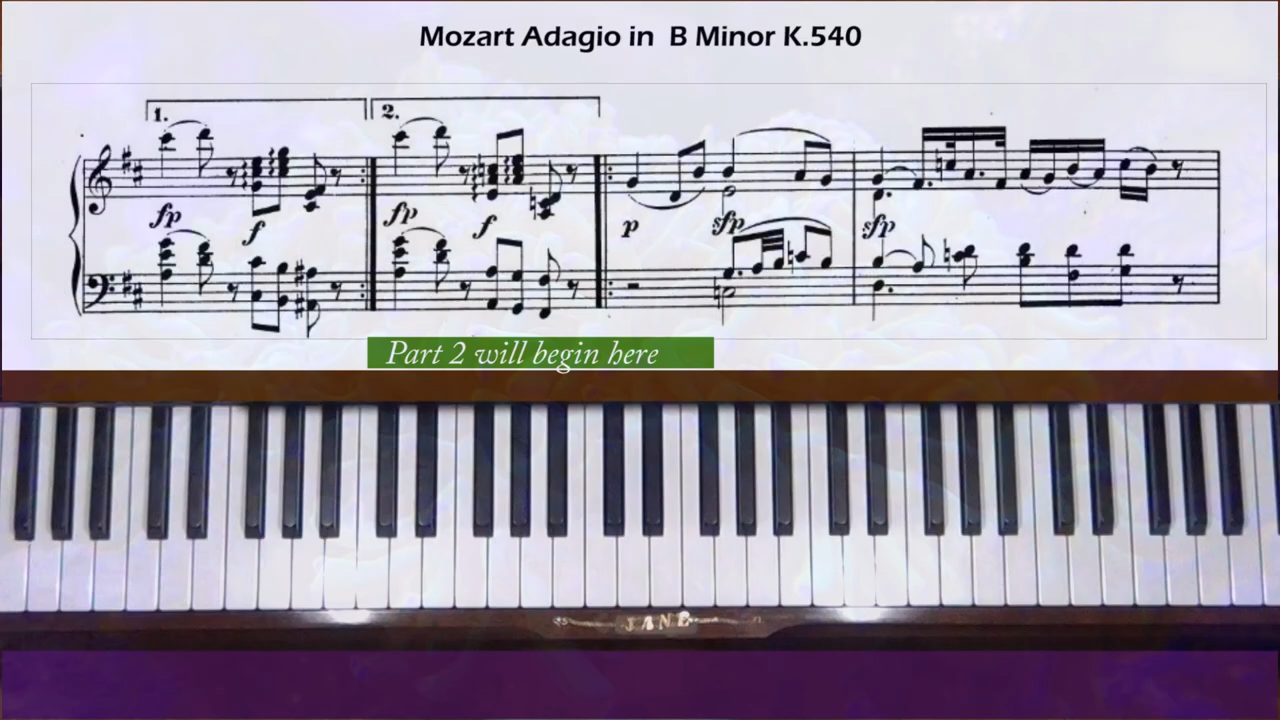 Mozart Adagio in B Minor K.540
1. 2.
fp f fp f p sfp sfp
Part 2 will begin here
JANE